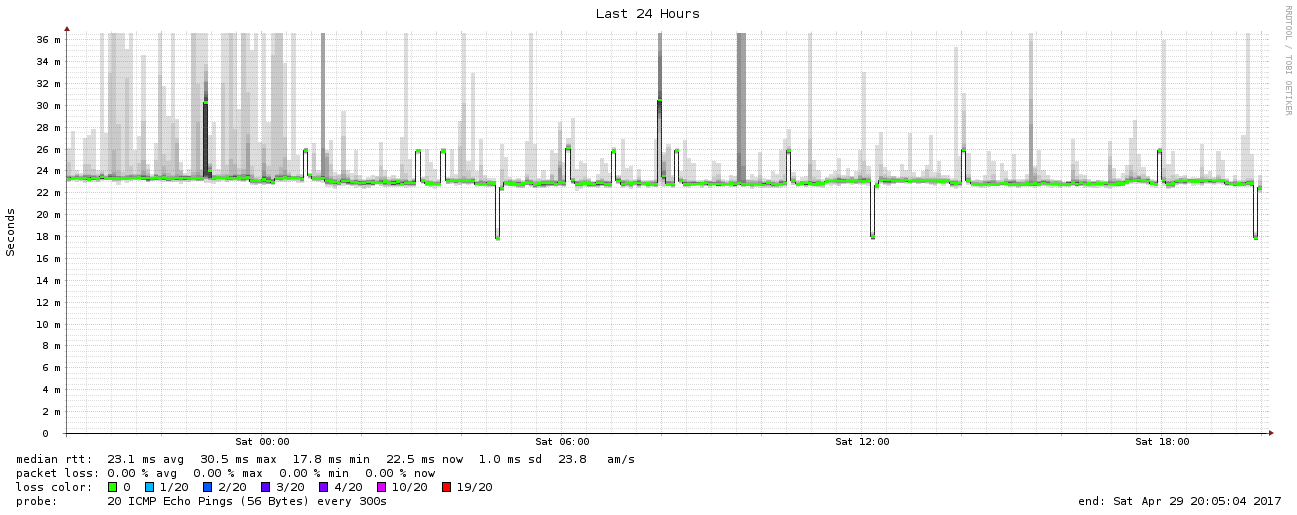 Last 24 Hours
RRDTOOL / TOBI OETIKER
Seconds
36 m
34 m
32 m
30 m
28 m
26 m
24 m
22 m
20 m
18 m
16 m
14 m
12 m
10 m
8 m
6 m
4 m
2 m
0
Sat 00:00 Sat 06:00 Sat 12:00 Sat 18:00
median rtt: 23.1 ms avg 30.5 ms max 17.8 ms min 22.5 ms now 1.0 ms sd 23.8 am/s
packet loss: 0.00 % avg 0.00 % max 0.00 % min 0.00 % now
loss color: 0 1/20 2/20 3/20 4/20 10/20 19/20
probe: 20 ICMP Echo Pings (56 Bytes) every 300s end: Sat Apr 29 20:05:04 2017